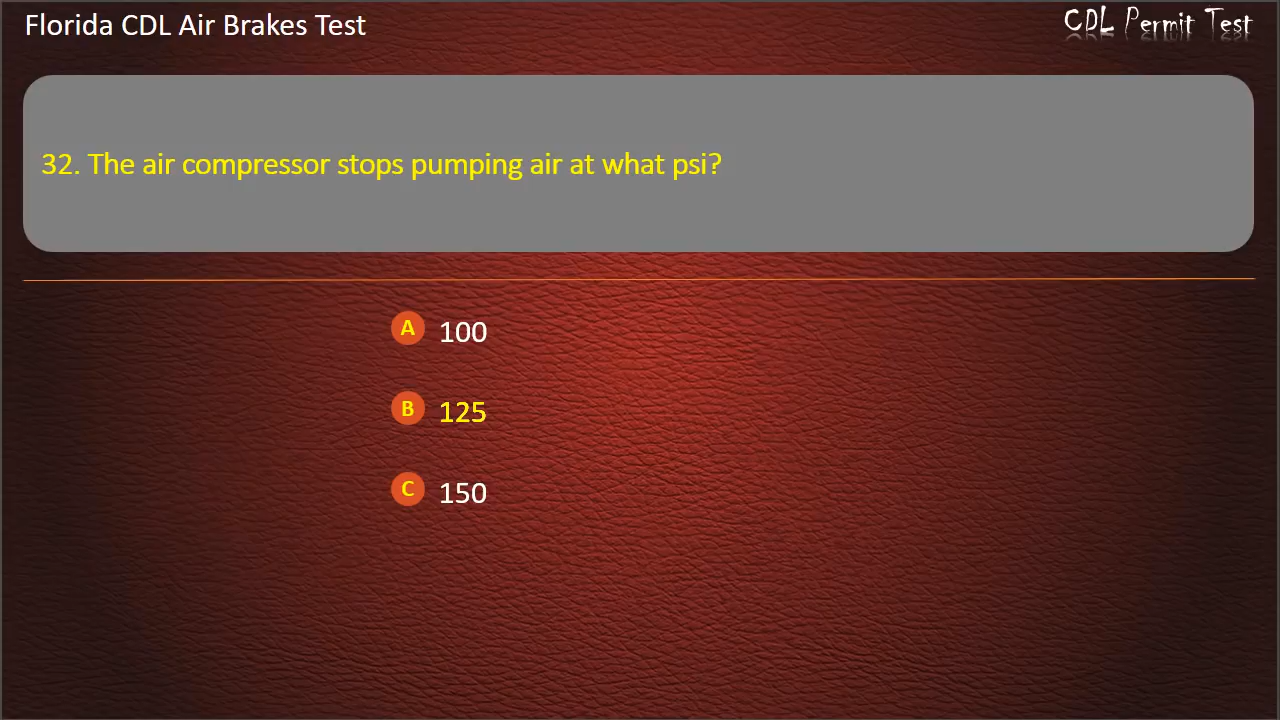 Florida CDL Air Brakes Test
CDL Permit Test
32. The air compressor stops pumping air at what psi?
A 100
B 125
C 150